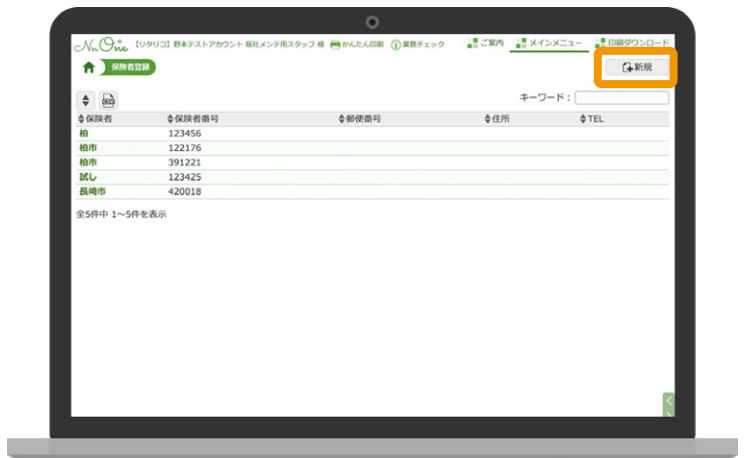 NuOne 【リタリコ】野本テストアカウント 販社メンテ用スタッフ 様 かんたん印刷 業務チェック ご案内 メインメニュー 印刷ダウンロード
保険者登録 新規
CSV キーワード：
保険者 保険者番号 郵便番号 住所 TEL
柏 123456
柏市 122176
柏市 391221
試し 123425
長崎市 420018
全5件中 1～5件を表示